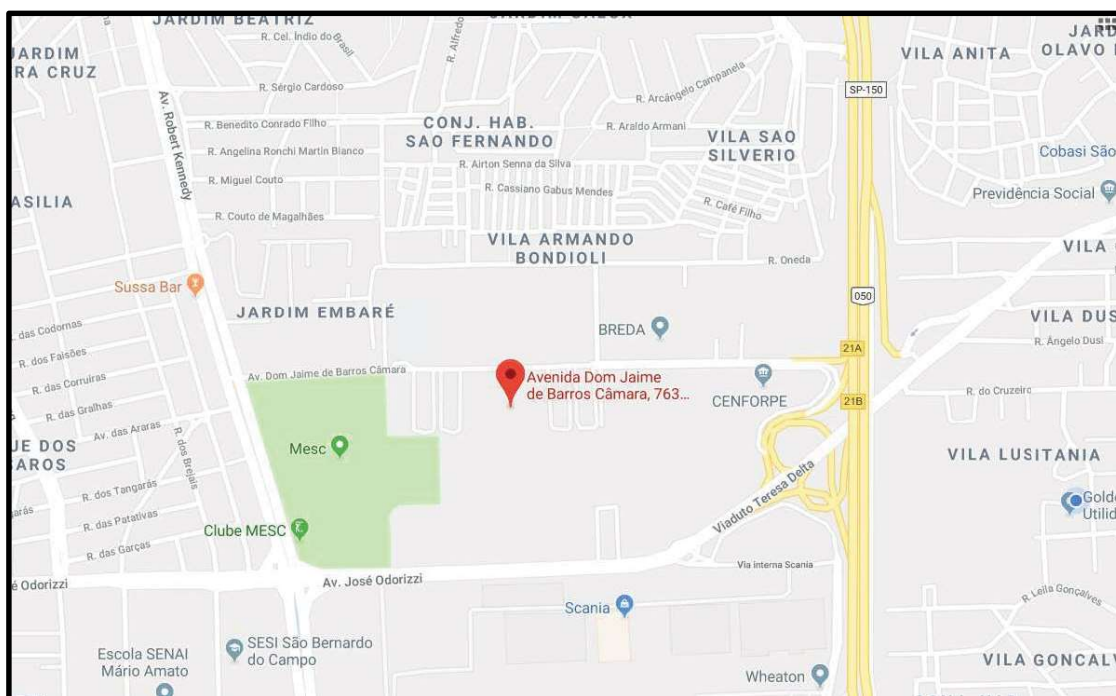 JARDIM BEATRIZ
R. Cel. Índio do Brasil
R. Alfredo
JARDIM
RA CRUZ
R. Sérgio Cardoso
R. Arcângelo Campanela
SP-150
VILA ANITA
JARD
OLAVO
Av. Robert Kennedy
R. Benedito Conrado Filho
CONJ. HAB.
SAO FERNANDO
R. Araldo Armani
VILA SAO
SILVERIO
R. Angelina Ronchi Martin Bianco
R. Airton Senna da Silva
Cobasi São
R. Miguel Couto
R. Cassiano Gabus Mendes
Previdência Social
ASILIA
R. Couto de Magalhães
R. Café Filho
VILA ARMANDO
BONDIOLI
VILA
R. Oneda
Sussa Bar
050
JARDIM EMBARÉ
BREDA
VILA DUS
R. das Codornas
R. Ângelo Dusi
21A
R. dos Faisões
Av. Dom Jaime de Barros Câmara
Avenida Dom Jaime
de Barros Câmara, 763...
CENFORPE
R. das Corruiras
R. do Cruzeiro
21B
R. das Gralhas
Av. das Araras
R. dos Brejais
UE DOS
AROS
Mesc
VILA LUSITANIA
R. dos Tangarás
Viaduto Teresa Delta
Golde
Utilid
R. das Patativas
Clube MESC
R. das Garças
é Odorizzi
Av. José Odorizzi
Via interna Scania
R. Leila Gonçalves
Scania
SESI São Bernardo
do Campo
Escola SENAI
Mário Amato
Wheaton
VILA GONCALV